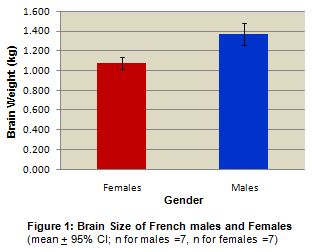 1.600
1.400
1.200
1.000
0.800
0.600
0.400
0.200
0.000
Brain Weight (kg)
Females Males
Gender
Figure 1: Brain Size of French males and Females
(mean + 95% CI; n for males =7, n for females =7)